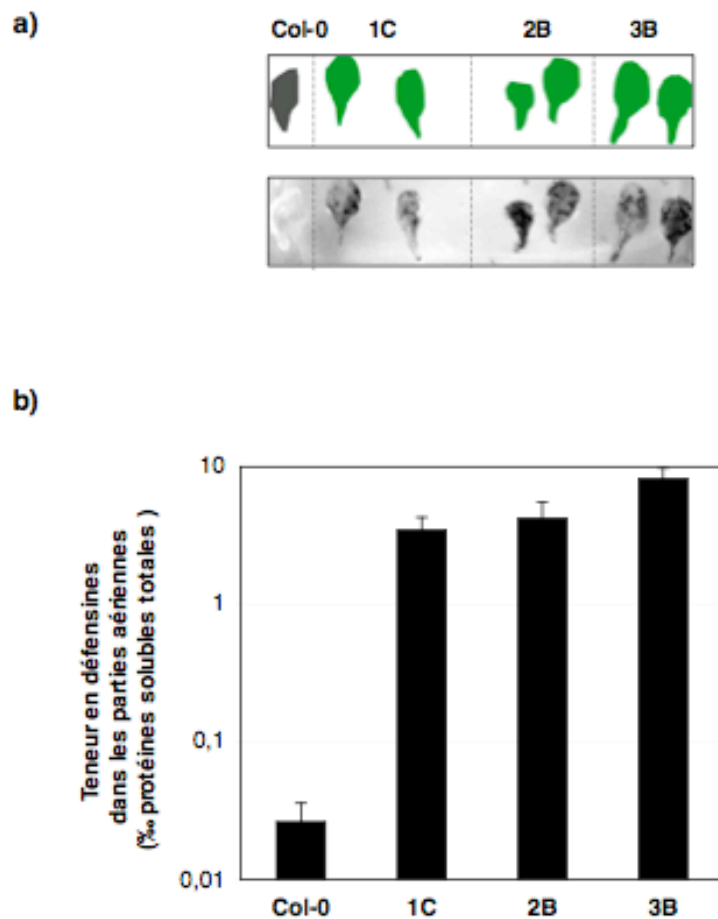 a)
Col-0 1C 2B 3B
b)
Teneur en défensines
dans les parties aériennes
(‰ protéines solubles totales )
10
1
0,1
0,01
Col-0 1C 2B 3B